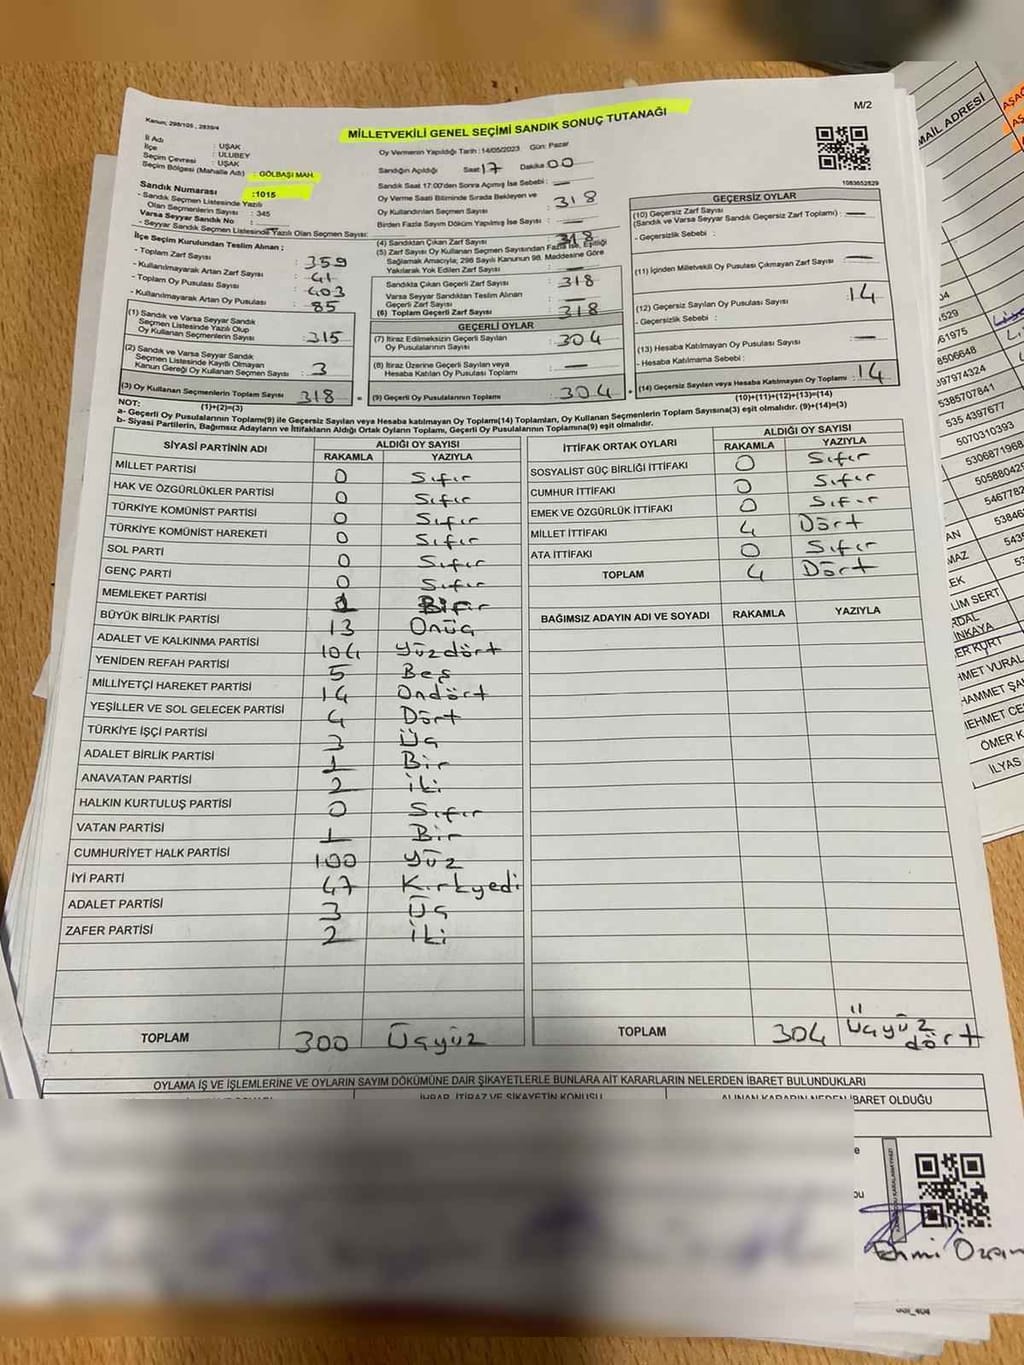 M/2
Kanun; 298/105 , 2839/4
MİLLETVEKİLİ GENEL SEÇİMİ SANDIK SONUÇ TUTANAĞI
1083652829
İl Adı : UŞAK
İlçe : ULUBEY
Seçim Çevresi : UŞAK
Seçim Bölgesi (Mahalle Adı) : GÖLBAŞI MAH.
Sandık Numarası :1015
- Sandık Seçmen Listesinde Yazılı
Olan Seçmenlerin Sayısı : 345
Varsa Seyyar Sandık No :
- Seyyar Sandık Seçmen Listesinde Yazılı Olan Seçmen Sayısı:
İlçe Seçim Kurulundan Teslim Alınan ;
- Toplam Zarf Sayısı : 359
- Kullanılmayarak Artan Zarf Sayısı : 41
- Toplam Oy Pusulası Sayısı : 403
- Kullanılmayarak Artan Oy Pusulası : 85
(1) Sandık ve Varsa Seyyar Sandık
Seçmen Listesinde Yazılı Olup
Oy Kullanan Seçmenlerin Sayısı : 315
(2) Sandık ve Varsa Seyyar Sandık
Seçmen Listesinde Kayıtlı Olmayan
Kanun Gereği Oy Kullanan Seçmen Sayısı : 3
(3) Oy Kullanan Seçmenlerin Toplam Sayısı : 318 =
(1)+(2)=(3)
Oy Vermenin Yapıldığı Tarih : 14/05/2023 Gün: Pazar
Sandığın Açıldığı Saat 17 Dakika 00
Sandık Saat 17:00'den Sonra Açılmış İse Sebebi : —
Oy Verme Saati Bitiminde Sırada Bekleyen ve
Oy Kullandırılan Seçmen Sayısı : 318
Birden Fazla Sayım Döküm Yapılmış İse Sayısı : —
(4) Sandıktan Çıkan Zarf Sayısı : 318
(5) Zarf Sayısı Oy Kullanan Seçmen Sayısından Fazla İse, Eşitliği
Sağlamak Amacıyla; 298 Sayılı Kanunun 98. Maddesine Göre
Yakılarak Yok Edilen Zarf Sayısı : —
Sandıkta Çıkan Geçerli Zarf Sayısı : 318
Varsa Seyyar Sandıktan Teslim Alınan
Geçerli Zarf Sayısı : —
(6) Toplam Geçerli Zarf Sayısı : 318
GEÇERLİ OYLAR
(7) İtiraz Edilmeksizin Geçerli Sayılan
Oy Pusulalarının Sayısı : 304
(8) İtiraz Üzerine Geçerli Sayılan veya
Hesaba Katılan Oy Pusulası Toplamı : —
(9) Geçerli Oy Pusulalarının Toplamı : 304 +
GEÇERSİZ OYLAR
(10) Geçersiz Zarf Sayısı
(Sandık ve Varsa Seyyar Sandık Geçersiz Zarf Toplamı) : —
- Geçersizlik Sebebi :
(11) İçinden Milletvekili Oy Pusulası Çıkmayan Zarf Sayısı : —
(12) Geçersiz Sayılan Oy Pusulası Sayısı : 14
- Geçersizlik Sebebi :
(13) Hesaba Katılmayan Oy Pusulası Sayısı : —
- Hesaba Katılmama Sebebi :
(14) Geçersiz Sayılan veya Hesaba Katılmayan Oy Toplamı : 14
(10)+(11)+(12)+(13)=(14)
NOT:
a- Geçerli Oy Pusulalarının Toplamı(9) ile Geçersiz Sayılan veya Hesaba katılmayan Oy Toplamı(14) Toplamları, Oy Kullanan Seçmenlerin Toplam Sayısına(3) eşit olmalıdır. (9)+(14)=(3)
b- Siyasi Partilerin, Bağımsız Adayların ve İttifakların Aldığı Ortak Oyların Toplamı, Geçerli Oy Pusulalarının Toplamına(9) eşit olmalıdır.
SİYASİ PARTİNİN ADI ALDIĞI OY SAYISI
RAKAMLA YAZIYLA
MİLLET PARTİSİ 0 Sıfır
HAK VE ÖZGÜRLÜKLER PARTİSİ 0 Sıfır
TÜRKİYE KOMÜNİST PARTİSİ 0 Sıfır
TÜRKİYE KOMÜNİST HAREKETİ 0 Sıfır
SOL PARTİ 0 Sıfır
GENÇ PARTİ 0 Sıfır
MEMLEKET PARTİSİ 1 Bir
BÜYÜK BİRLİK PARTİSİ 13 Onüç
ADALET VE KALKINMA PARTİSİ 104 Yüzdört
YENİDEN REFAH PARTİSİ 5 Beş
MİLLİYETÇİ HAREKET PARTİSİ 14 Ondört
YEŞİLLER VE SOL GELECEK PARTİSİ 4 Dört
TÜRKİYE İŞÇİ PARTİSİ 3 Üç
ADALET BİRLİK PARTİSİ 1 Bir
ANAVATAN PARTİSİ 2 İki
HALKIN KURTULUŞ PARTİSİ 0 Sıfır
VATAN PARTİSİ 1 Bir
CUMHURİYET HALK PARTİSİ 100 Yüz
İYİ PARTİ 47 Kırkyedi
ADALET PARTİSİ 3 Üç
ZAFER PARTİSİ 2 İki
TOPLAM 300 Üçyüz
İTTİFAK ORTAK OYLARI ALDIĞI OY SAYISI
RAKAMLA YAZIYLA
SOSYALİST GÜÇ BİRLİĞİ İTTİFAKI 0 Sıfır
CUMHUR İTTİFAKI 0 Sıfır
EMEK VE ÖZGÜRLÜK İTTİFAKI 0 Sıfır
MİLLET İTTİFAKI 4 Dört
ATA İTTİFAKI 0 Sıfır
TOPLAM 4 Dört
BAĞIMSIZ ADAYIN ADI VE SOYADI RAKAMLA YAZIYLA
TOPLAM 304 Üçyüz
dört
OYLAMA İŞ VE İŞLEMLERİNE VE OYLARIN SAYIM DÖKÜMÜNE DAİR ŞİKAYETLERLE BUNLARA AİT KARARLARIN NELERDEN İBARET BULUNDUKLARI
İHBAR, İTİRAZ VE ŞİKAYETİN KONUSU ALINAN KARARIN NEDEN İBARET OLDUĞU
MAIL ADRESİ
8506648
397974324
5385707841
535 4397677
5070310393
5306871968
505880425
LİM SERT
ADAL
İNKAYA
ER KURT
HMET VURAL
ÖMER K
İLYAS